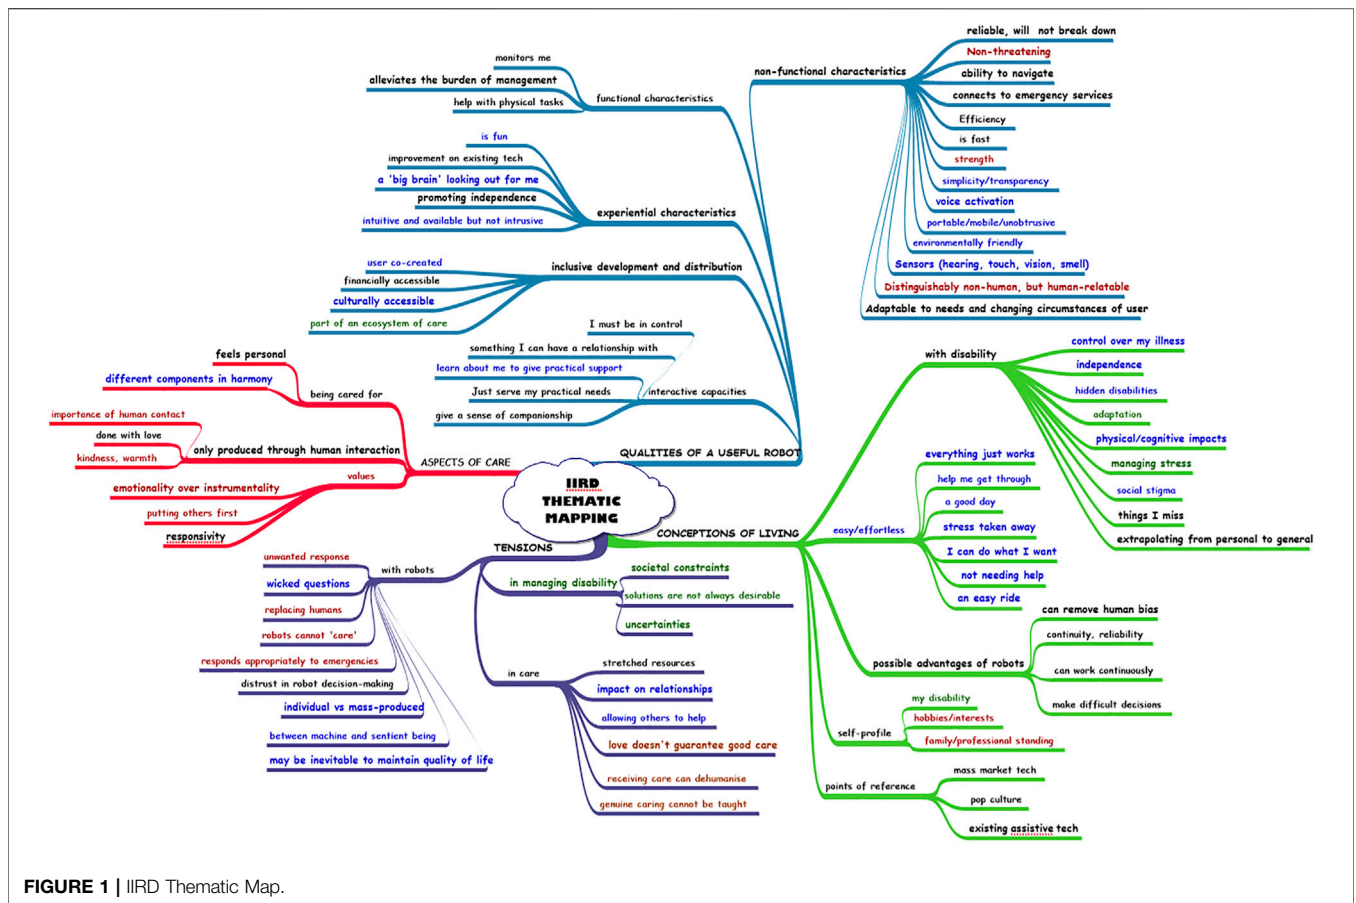 reliable, will not break down
Non-threatening
ability to navigate
connects to emergency services
Efficiency
is fast
strength
simplicity/transparency
voice activation
portable/mobile/unobtrusive
environmentally friendly
Sensors (hearing, touch, vision, smell)
Distinguishably non-human, but human-relatable
Adaptable to needs and changing circumstances of user
non-functional characteristics
monitors me
alleviates the burden of management
help with physical tasks
functional characteristics
is fun
improvement on existing tech
a 'big brain' looking out for me
promoting independence
intuitive and available but not intrusive
experiential characteristics
user co-created
financially accessible
culturally accessible
part of an ecosystem of care
inclusive development and distribution
I must be in control
something I can have a relationship with
learn about me to give practical support
Just serve my practical needs
give a sense of companionship
interactive capacities
QUALITIES OF A USEFUL ROBOT
feels personal
different components in harmony
being cared for
importance of human contact
done with love
kindness, warmth
only produced through human interaction
emotionality over instrumentality
putting others first
responsivity
values
ASPECTS OF CARE
IIRD
THEMATIC
MAPPING
TENSIONS
with robots
unwanted response
wicked questions
replacing humans
robots cannot 'care'
responds appropriately to emergencies
distrust in robot decision-making
individual vs mass-produced
between machine and sentient being
may be inevitable to maintain quality of life
in managing disability
societal constraints
solutions are not always desirable
uncertainties
in care
stretched resources
impact on relationships
allowing others to help
love doesn't guarantee good care
receiving care can dehumanise
genuine caring cannot be taught
CONCEPTIONS OF LIVING
with disability
control over my illness
independence
hidden disabilities
adaptation
physical/cognitive impacts
managing stress
social stigma
things I miss
extrapolating from personal to general
easy/effortless
everything just works
help me get through
a good day
stress taken away
I can do what I want
not needing help
an easy ride
possible advantages of robots
can remove human bias
continuity, reliability
can work continuously
make difficult decisions
self-profile
my disability
hobbies/interests
family/professional standing
points of reference
mass market tech
pop culture
existing assistive tech
FIGURE 1 | IIRD Thematic Map.